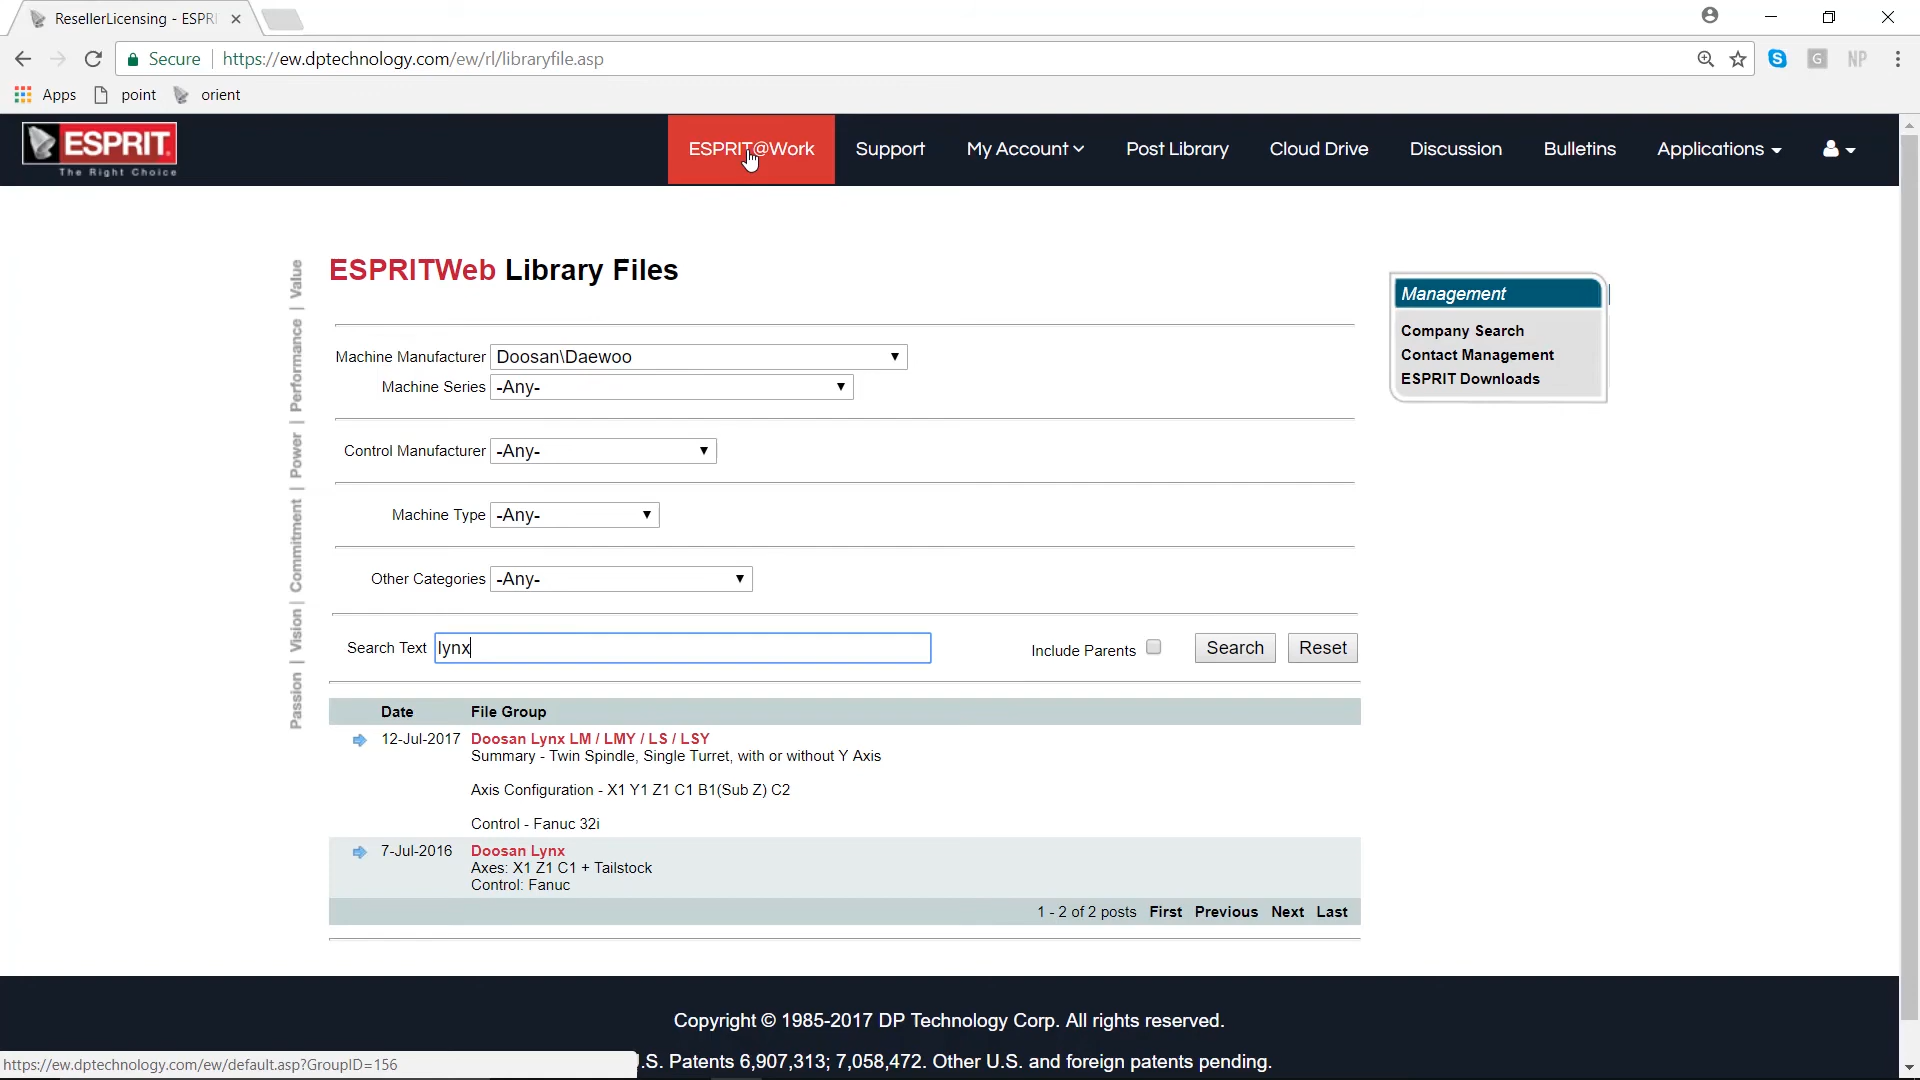 ResellerLicensing - ESPRI
Secure https://ew.dptechnology.com/ew/rl/libraryfile.asp
G NP
Apps point orient
ESPRIT
The Right Choice
ESPRIT@Work Support My Account Post Library Cloud Drive Discussion Bulletins Applications
Passion | Vision | Commitment | Power | Performance | Value
ESPRITWeb Library Files
Management
Company Search
Contact Management
ESPRIT Downloads
Machine Manufacturer Doosan\Daewoo
Machine Series -Any-
Control Manufacturer -Any-
Machine Type -Any-
Other Categories -Any-
Search Text lynx Include Parents Search Reset
Date File Group
12-Jul-2017 Doosan Lynx LM / LMY / LS / LSY
Summary - Twin Spindle, Single Turret, with or without Y Axis
Axis Configuration - X1 Y1 Z1 C1 B1(Sub Z) C2
Control - Fanuc 32i
7-Jul-2016 Doosan Lynx
Axes: X1 Z1 C1 + Tailstock
Control: Fanuc
1 - 2 of 2 posts First Previous Next Last
Copyright © 1985-2017 DP Technology Corp. All rights reserved.
.S. Patents 6,907,313; 7,058,472. Other U.S. and foreign patents pending.
https://ew.dptechnology.com/ew/default.asp?GroupID=156